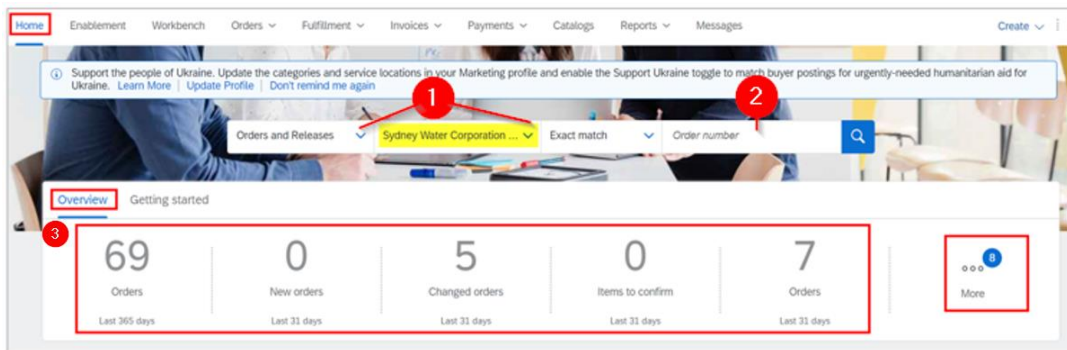 Home Enablement Workbench Orders Fulfillment Invoices Payments Catalogs Reports Messages Create
Support the people of Ukraine. Update the categories and service locations in your Marketing profile and enable the Support Ukraine toggle to match buyer postings for urgently-needed humanitarian aid for
Ukraine. Learn More | Update Profile | Don't remind me again
1 2
Orders and Releases Sydney Water Corporation ... Exact match Order number
Overview Getting started
3
69 0 5 0 7 8
Orders New orders Changed orders Items to confirm Orders More
Last 365 days Last 31 days Last 31 days Last 31 days Last 31 days